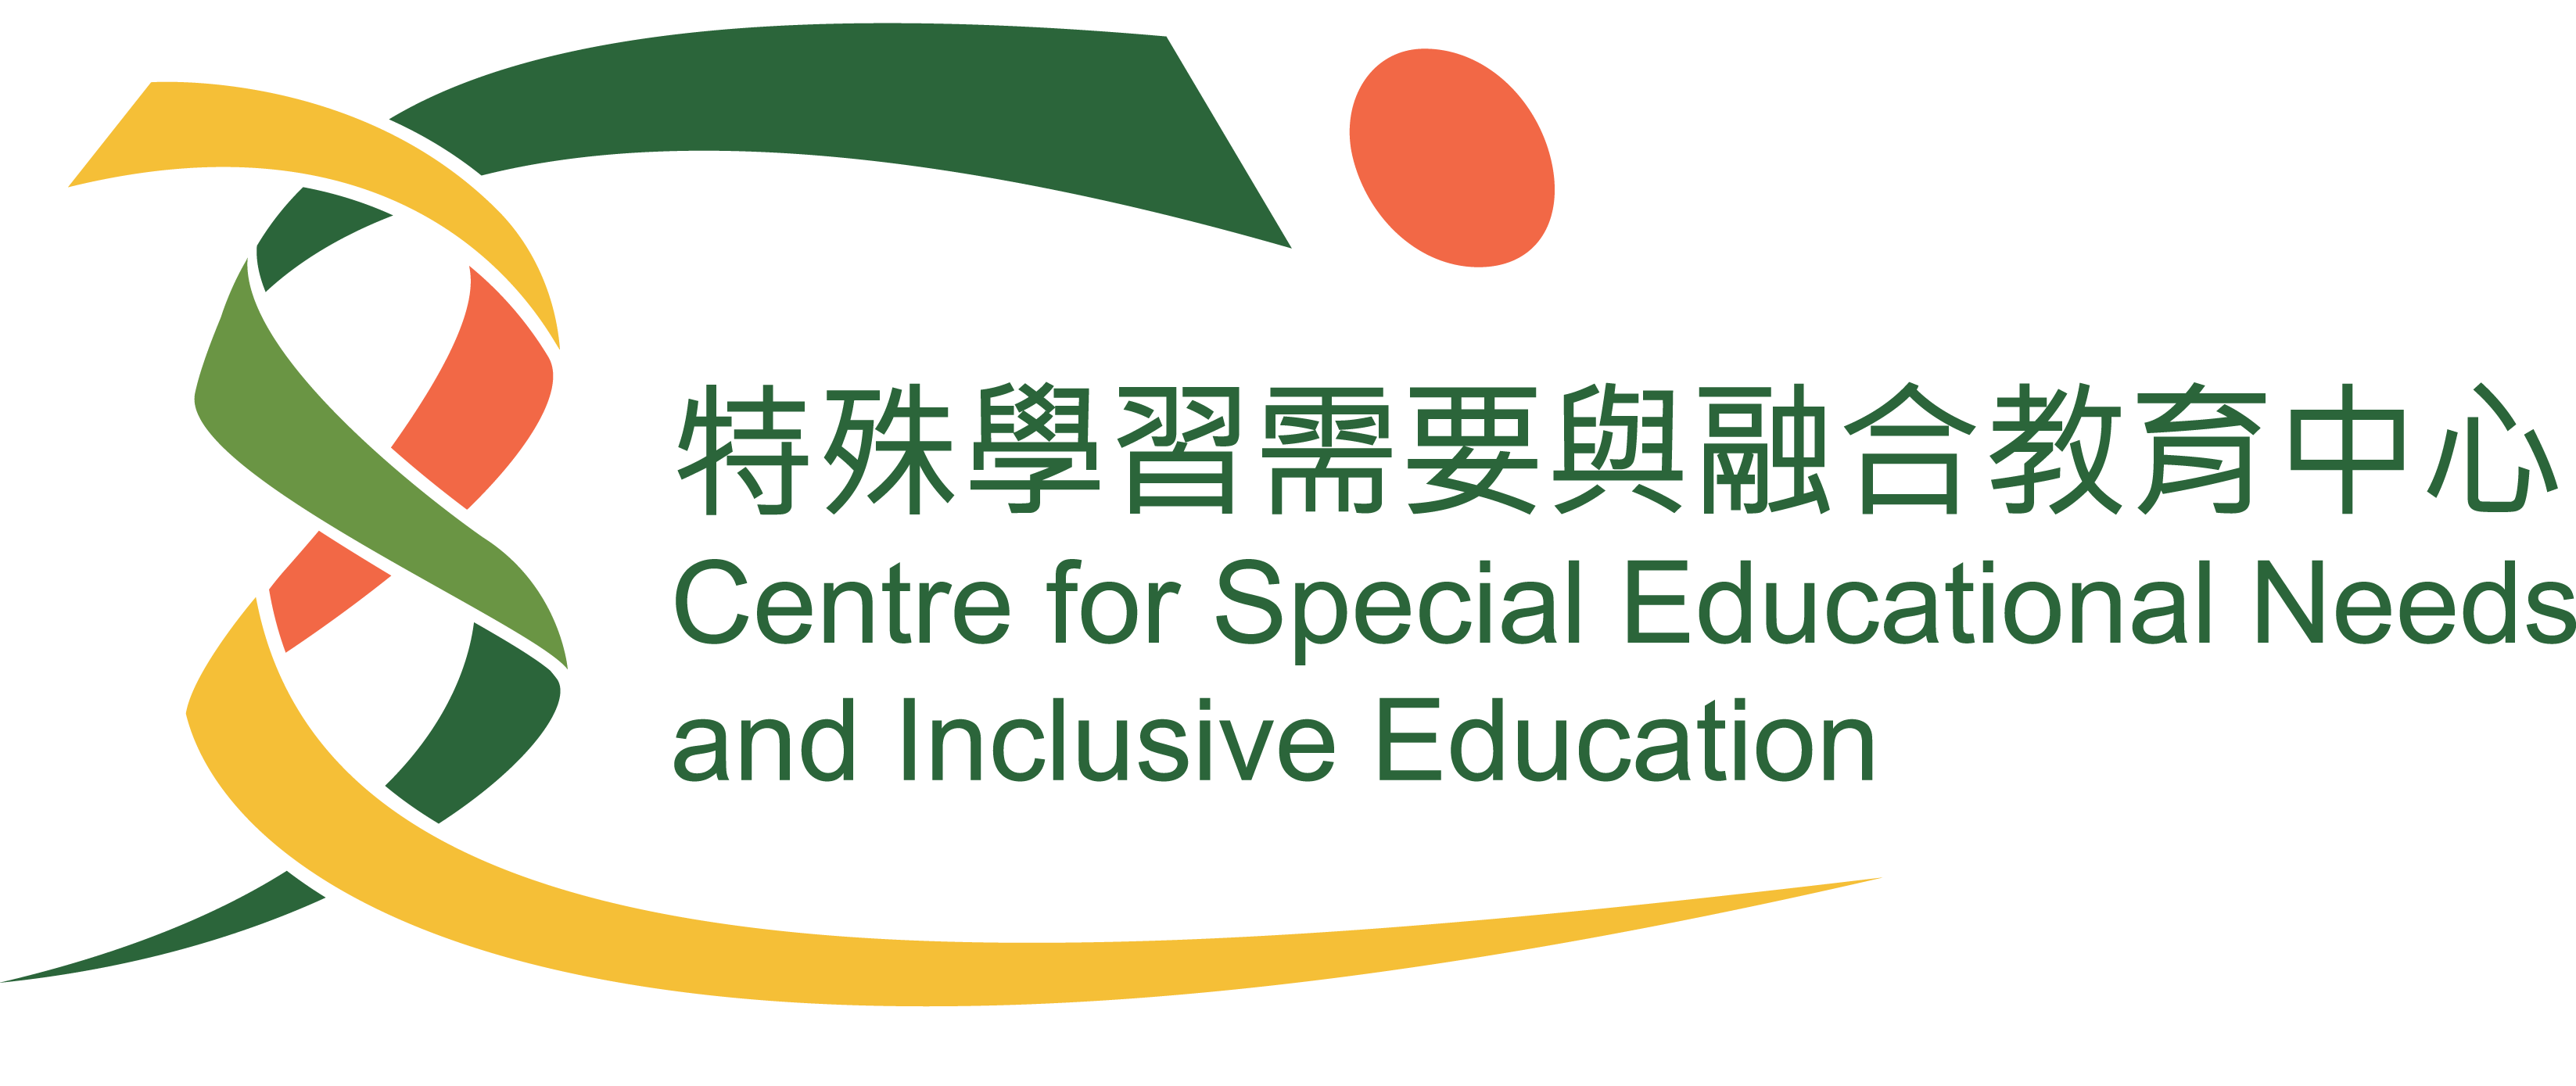 特殊學習需要與融合教育中心
Centre for Special Educational Needs
and Inclusive Education